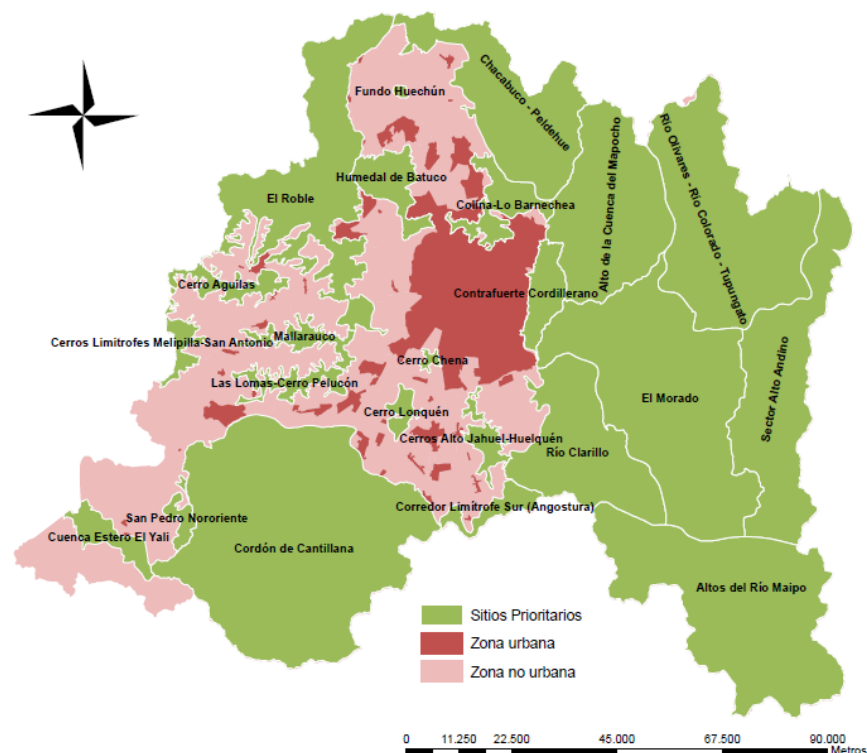 Fundo Huechún
Chacabuco - Peldehue
Río Olivares - Río Colorado - Tupungato
Alto de la Cuenca del Mapocho
Humedal de Batuco
El Roble
Colina-Lo Barnechea
Cerro Aguilas
Contrafuerte Cordillerano
Cerros Limitrofes Melipilla-San Antonio
Mallarauco
Cerro Chena
Las Lomas-Cerro Pelucón
El Morado
Sector Alto Andino
Cerro Lonquén
Cerros Alto Jahuel-Huelquén
Río Clarillo
Corredor Limitrofe Sur (Angostura)
San Pedro Nororiente
Cuenca Estero El Yali
Cordón de Cantillana
Altos del Río Maipo
Sitios Prioritarios
Zona urbana
Zona no urbana
0 11.250 22.500 45.000 67.500 90.000
Metros